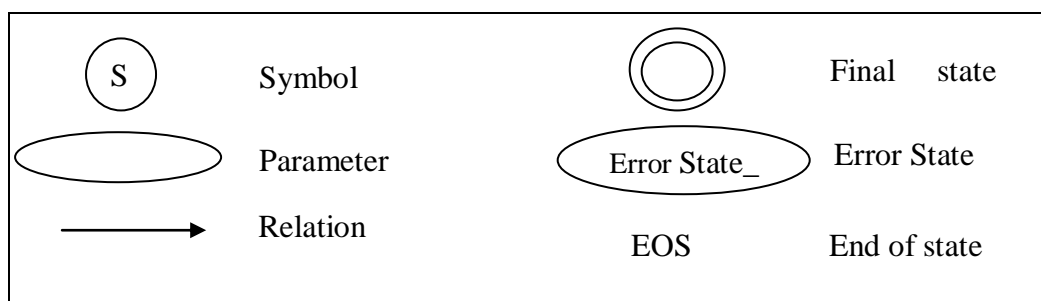 S Symbol Final state
Parameter Error State_ Error State
Relation EOS End of state